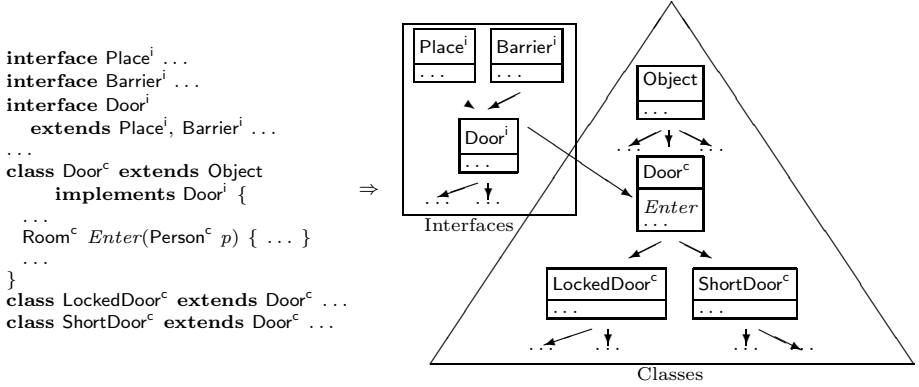 interface Placeⁱ ...
interface Barrierⁱ ...
interface Doorⁱ
extends Placeⁱ, Barrierⁱ ...
...
class Doorᶜ extends Object
implements Doorⁱ {
...
Roomᶜ Enter(Personᶜ p) { ... }
...
}
class LockedDoorᶜ extends Doorᶜ ...
class ShortDoorᶜ extends Doorᶜ ...
⇒
Placeⁱ
...
Barrierⁱ
...
Doorⁱ
...
... ...
Interfaces
Object
...
... ... ...
Doorᶜ
Enter
...
LockedDoorᶜ
...
ShortDoorᶜ
...
... ... ... ...
Classes